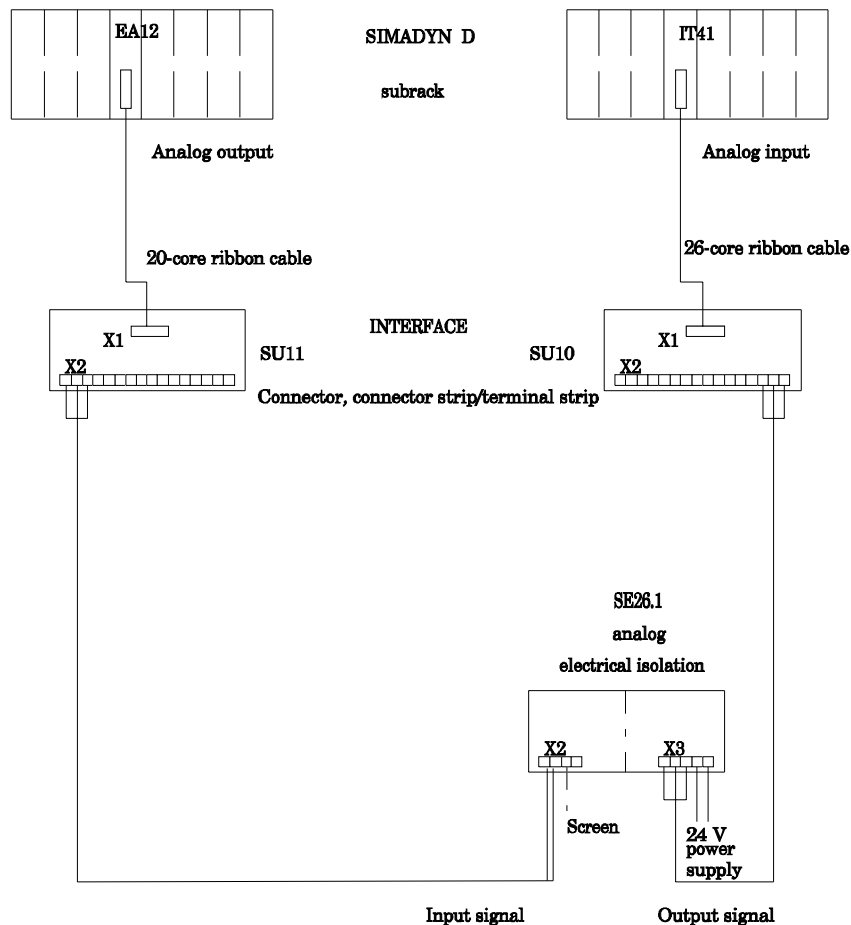 EA12
SIMADYN D
IT41
subrack
Analog output
Analog input
20-core ribbon cable
26-core ribbon cable
INTERFACE
X1
X1
SU11
SU10
X2
X2
Connector, connector strip/terminal strip
SE26.1
analog
electrical isolation
X2
X3
Screen
24 V
power
supply
Input signal
Output signal